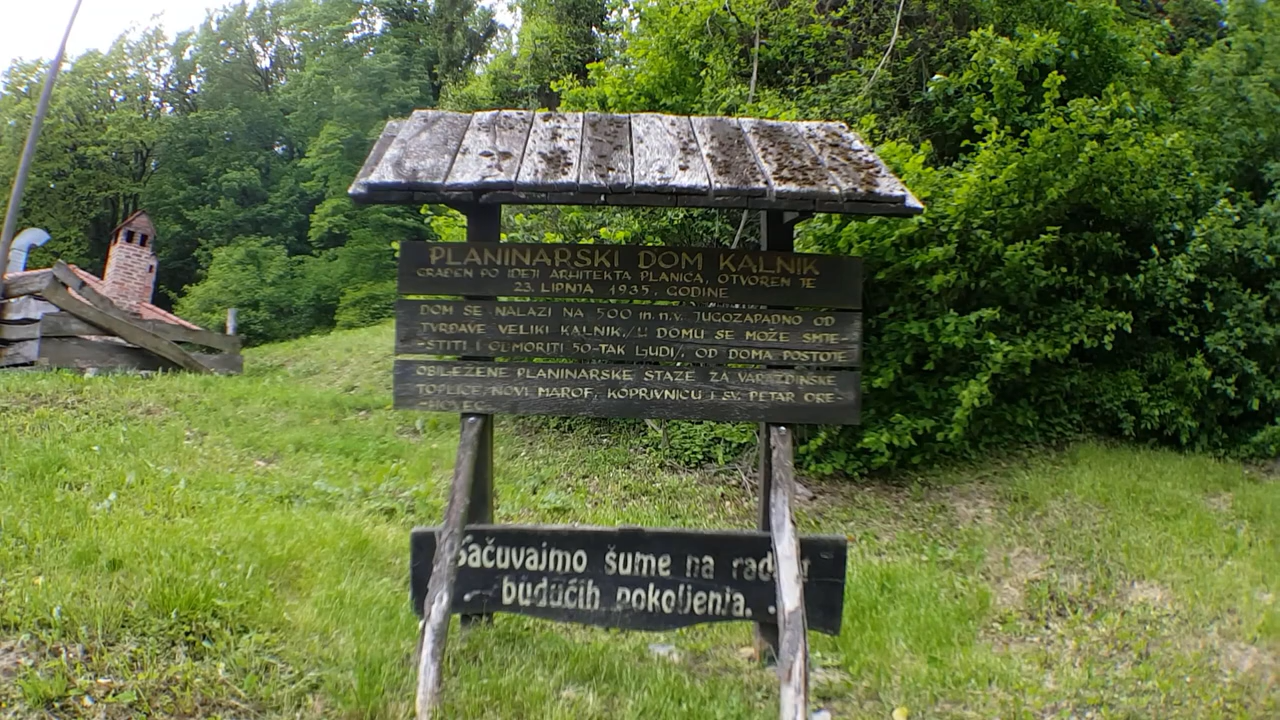 PLANINARSKI DOM KALNIK
GRAĐEN PO IDEJI ARHITEKTA PLANIĆA, OTVOREN JE
23. LIPNJA 1935. GODINE
DOM SE NALAZI NA 500 m.n.v. JUGOZAPADNO OD
TVRĐAVE VELIKI KALNIK, U DOMU SE MOŽE SMJE-
-STITI I ODMORITI 50-TAK LJUDI, OD DOMA POSTOJE
OBILJEŽENE PLANINARSKE STAZE ZA VARAŽDINSKE
TOPLICE, NOVI MAROF, KOPRIVNICU I SV. PETAR ORE-
HOVEC
Sačuvajmo šume na
budućih pokoljenja.